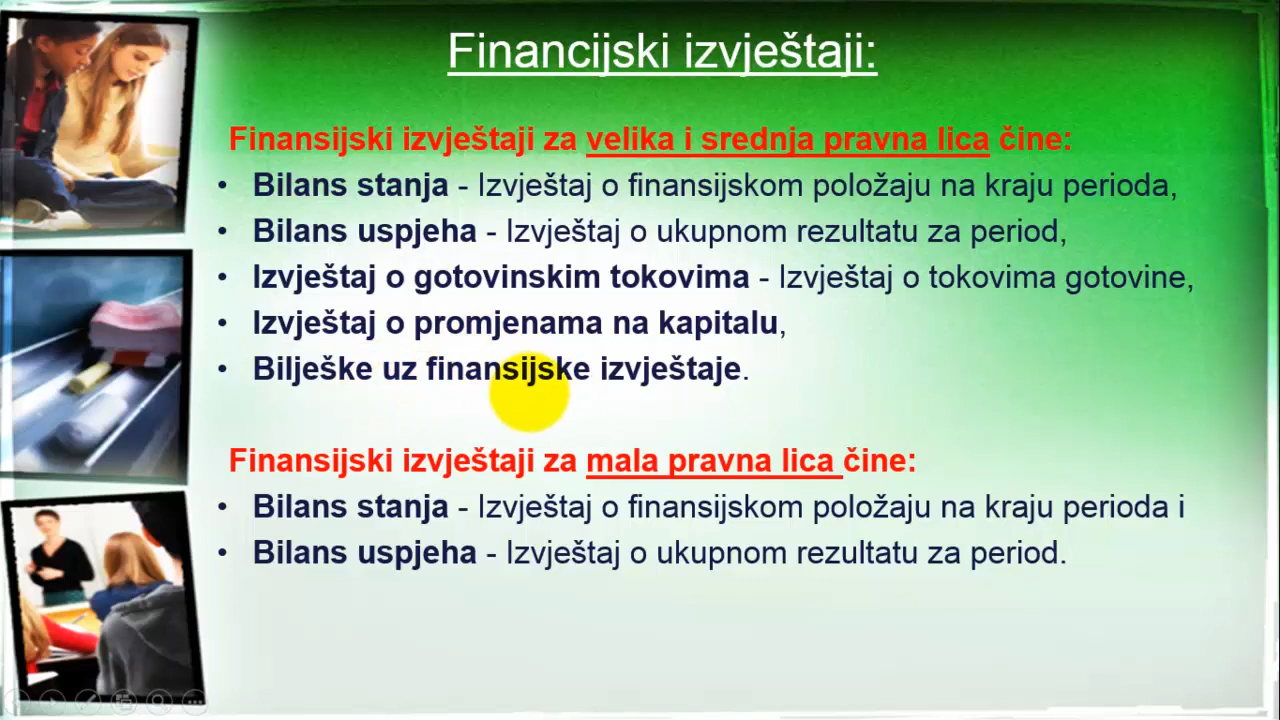 Financijski izvještaji:
Finansijski izvještaji za velika i srednja pravna lica čine:
• Bilans stanja - Izvještaj o finansijskom položaju na kraju perioda,
• Bilans uspjeha - Izvještaj o ukupnom rezultatu za period,
• Izvještaj o gotovinskim tokovima - Izvještaj o tokovima gotovine,
• Izvještaj o promjenama na kapitalu,
• Bilješke uz finansijske izvještaje.
Finansijski izvještaji za mala pravna lica čine:
• Bilans stanja - Izvještaj o finansijskom položaju na kraju perioda i
• Bilans uspjeha - Izvještaj o ukupnom rezultatu za period.